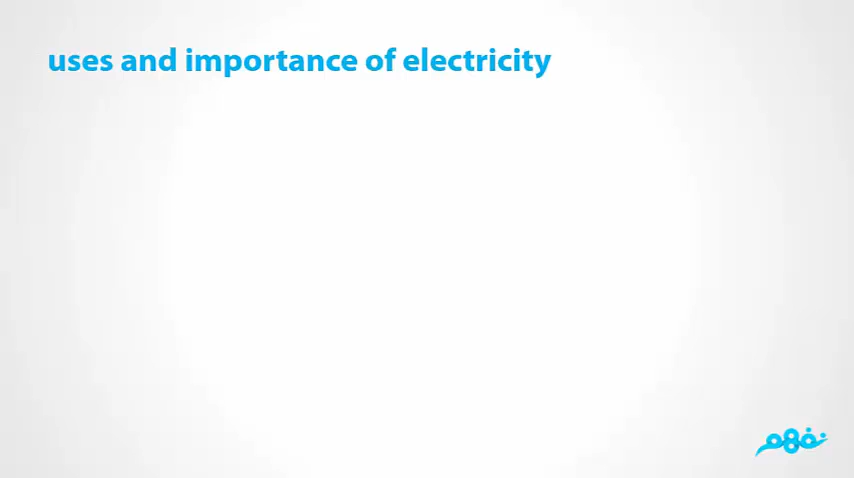 uses and importance of electricity
نفهم